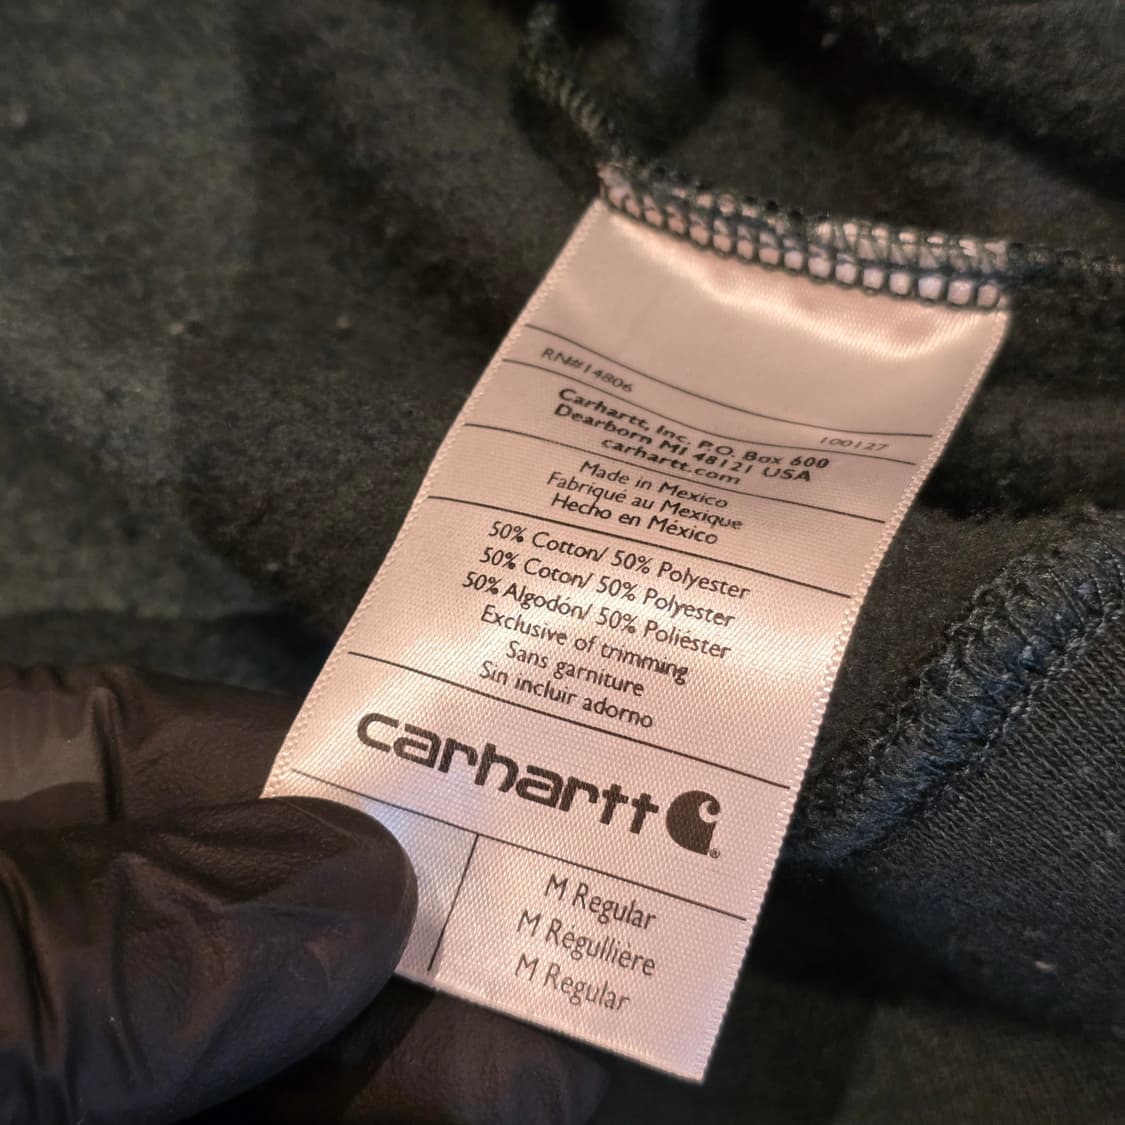 RN#14806
100127
Carhartt, Inc. P.O. Box 600
Dearborn MI 48121 USA
carhartt.com
Made in Mexico
Fabriqué au Mexique
Hecho en México
50% Cotton/ 50% Polyester
50% Coton/ 50% Polyester
50% Algodón/ 50% Poliéster
Exclusive of trimming
Sans garniture
Sin incluir adorno
carhartt
M Regular
M Régullière
M Regular